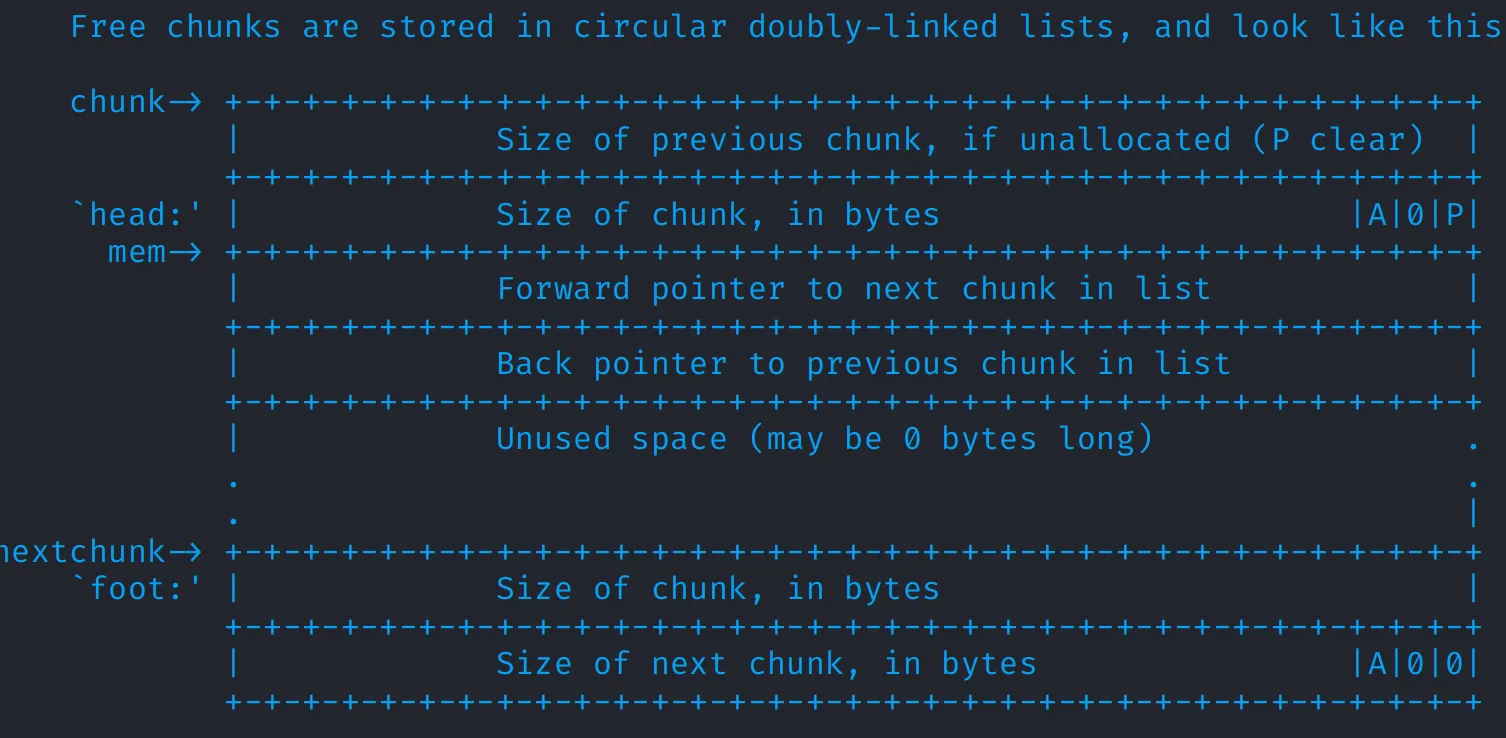 Free chunks are stored in circular doubly-linked lists, and look like this
chunk-> +-+-+-+-+-+-+-+-+-+-+-+-+-+-+-+-+-+-+-+-+-+-+-+-+-+-+-+-+-+-+-+-+
| Size of previous chunk, if unallocated (P clear) |
+-+-+-+-+-+-+-+-+-+-+-+-+-+-+-+-+-+-+-+-+-+-+-+-+-+-+-+-+-+-+-+-+
`head:' | Size of chunk, in bytes |A|0|P|
mem-> +-+-+-+-+-+-+-+-+-+-+-+-+-+-+-+-+-+-+-+-+-+-+-+-+-+-+-+-+-+-+-+-+
| Forward pointer to next chunk in list |
+-+-+-+-+-+-+-+-+-+-+-+-+-+-+-+-+-+-+-+-+-+-+-+-+-+-+-+-+-+-+-+-+
| Back pointer to previous chunk in list |
+-+-+-+-+-+-+-+-+-+-+-+-+-+-+-+-+-+-+-+-+-+-+-+-+-+-+-+-+-+-+-+-+
| Unused space (may be 0 bytes long) .
. .
. |
nextchunk-> +-+-+-+-+-+-+-+-+-+-+-+-+-+-+-+-+-+-+-+-+-+-+-+-+-+-+-+-+-+-+-+-+
`foot:' | Size of chunk, in bytes |
+-+-+-+-+-+-+-+-+-+-+-+-+-+-+-+-+-+-+-+-+-+-+-+-+-+-+-+-+-+-+-+-+
| Size of next chunk, in bytes |A|0|0|
+-+-+-+-+-+-+-+-+-+-+-+-+-+-+-+-+-+-+-+-+-+-+-+-+-+-+-+-+-+-+-+-+